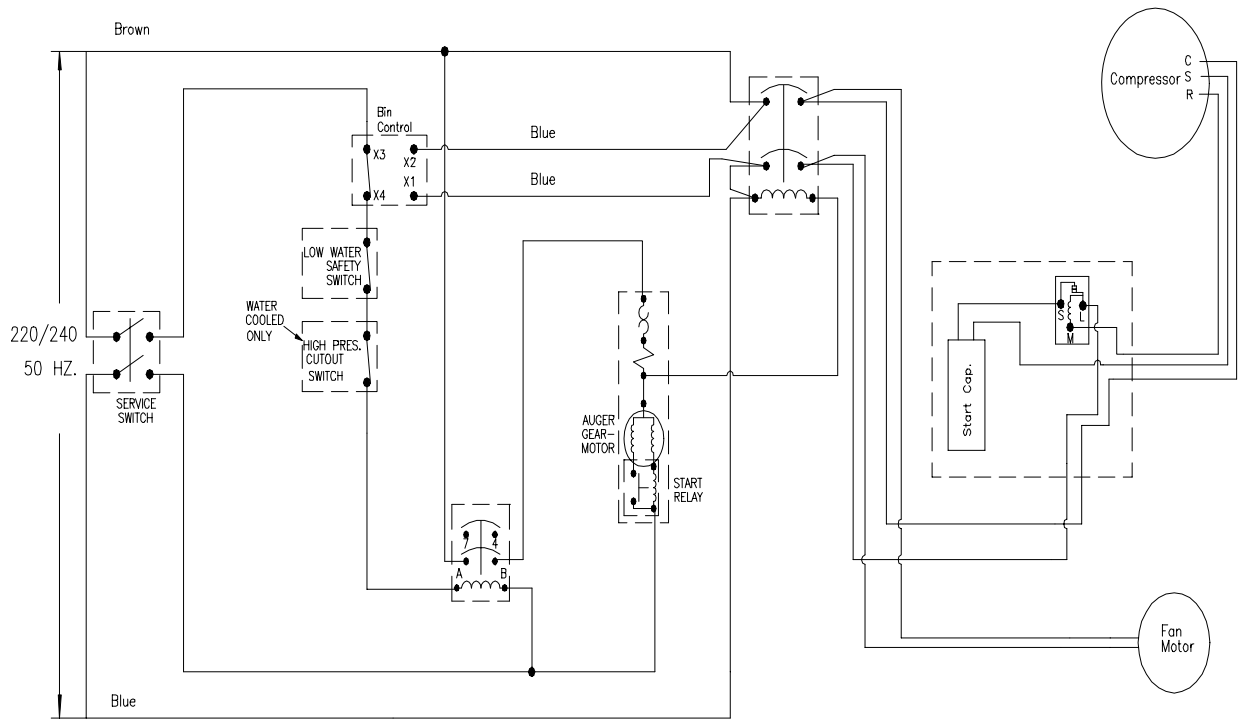 Brown
Compressor
C
S
R
Bin
Control
X3
X2
X1
X4
Blue
Blue
LOW WATER
SAFETY
SWITCH
WATER
COOLED
ONLY
HIGH PRES.
CUTOUT
SWITCH
220/240
50 HZ.
SERVICE
SWITCH
S
L
M
Start Cap.
AUGER
GEAR-
MOTOR
START
RELAY
7
4
A
B
Fan
Motor
Blue